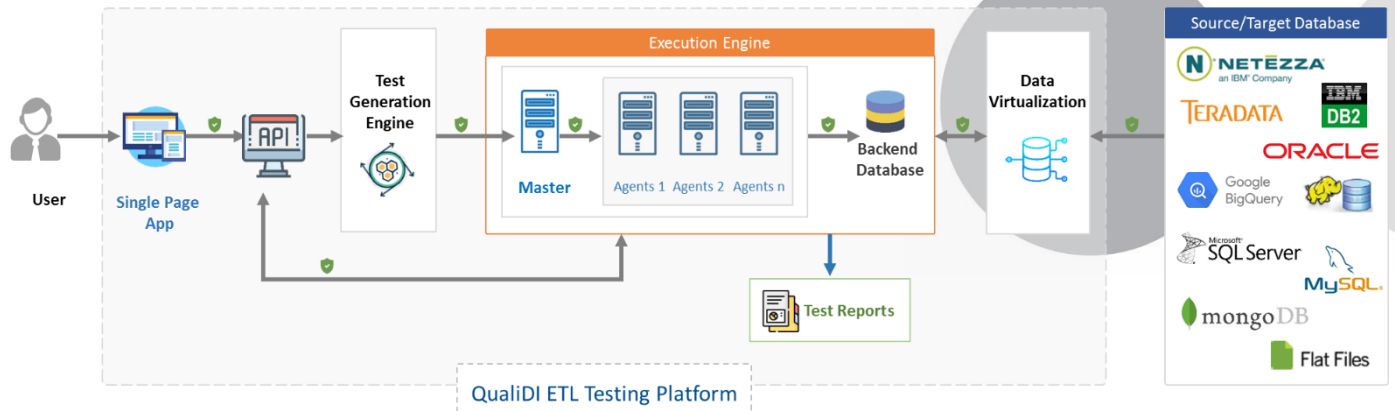 User
Single Page
App
API
Test
Generation
Engine
Execution Engine
Master
Agents 1
Agents 2
Agents n
Backend
Database
Test Reports
Data
Virtualization
Source/Target Database
N NETĒZZA
an IBM® Company
TERADATA
IBM
DB2
ORACLE
Google
BigQuery
Microsoft®
SQL Server
MySQL®
mongoDB
Flat Files
QualiDI ETL Testing Platform